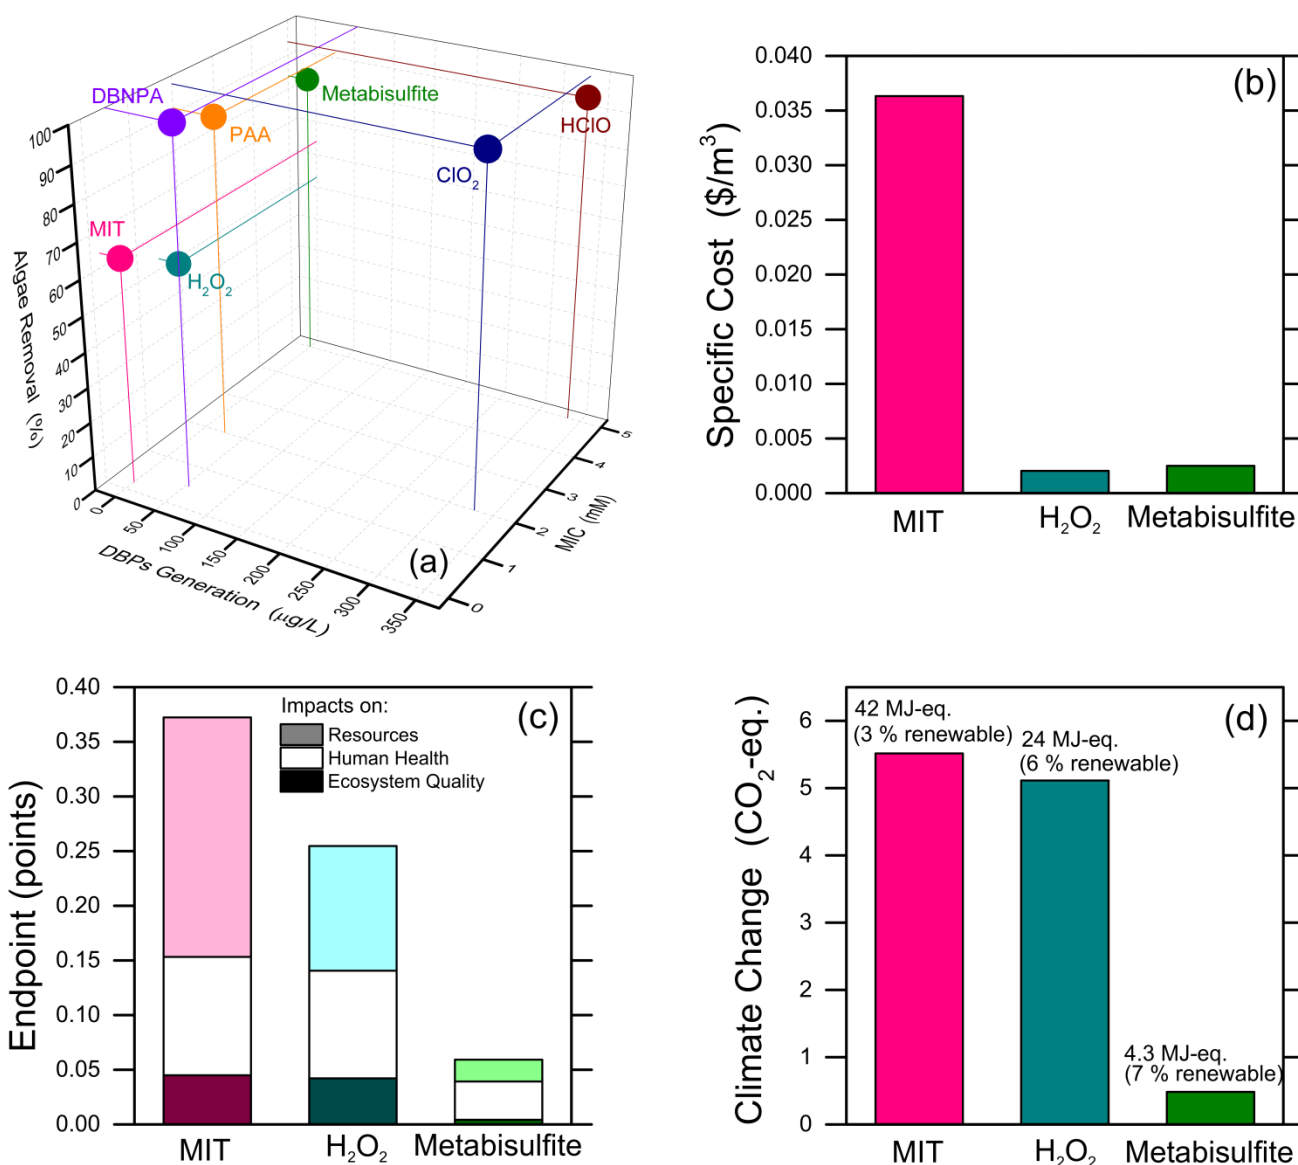 DBNPA
PAA
Metabisulfite
HClO
ClO₂
MIT
H₂O₂
100
90
80
70
60
50
40
30
20
10
0
Algae Removal (%)
0
50
100
150
200
250
300
350
DBPs Generation (μg/L)
5
4
3
2
1
0
MIC (mM)
(a)
(b)
0.040
0.035
0.030
0.025
0.020
0.015
0.010
0.005
0.000
Specific Cost ($/m³)
MIT
H₂O₂
Metabisulfite
(c)
0.40
0.35
0.30
0.25
0.20
0.15
0.10
0.05
0.00
Endpoint (points)
Impacts on:
Resources
Human Health
Ecosystem Quality
MIT
H₂O₂
Metabisulfite
(d)
6
5
4
3
2
1
0
Climate Change (CO₂-eq.)
42 MJ-eq.
(3 % renewable)
24 MJ-eq.
(6 % renewable)
4.3 MJ-eq.
(7 % renewable)
MIT
H₂O₂
Metabisulfite